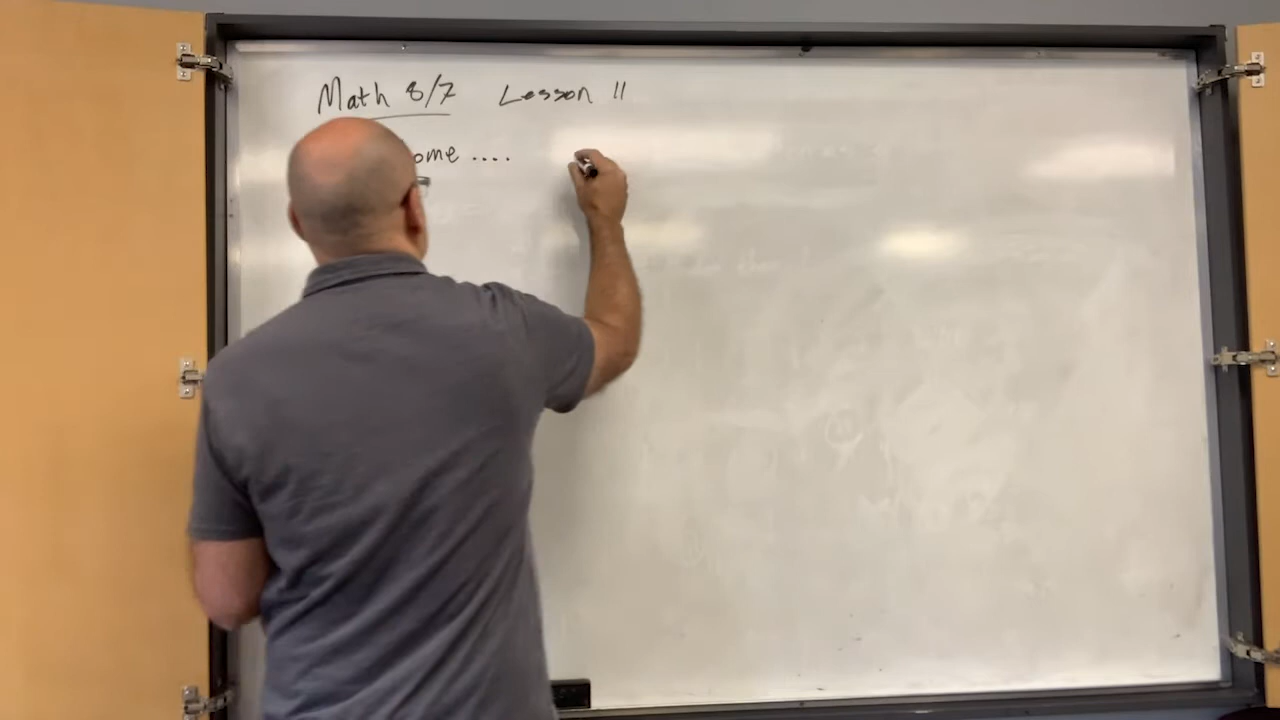 Math 8/7 Lesson 11
ome ....